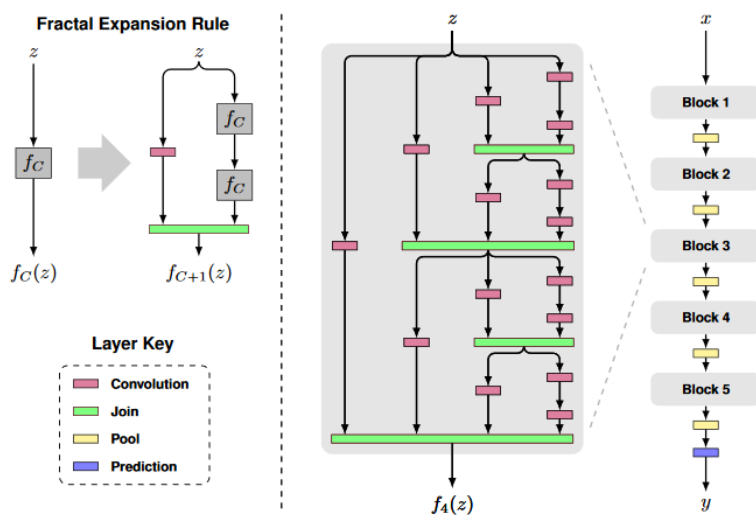 Fractal Expansion Rule
z
z
f_C
f_C
f_C
f_C(z)
f_{C+1}(z)
Layer Key
Convolution
Join
Pool
Prediction
z
f_4(z)
x
Block 1
Block 2
Block 3
Block 4
Block 5
y